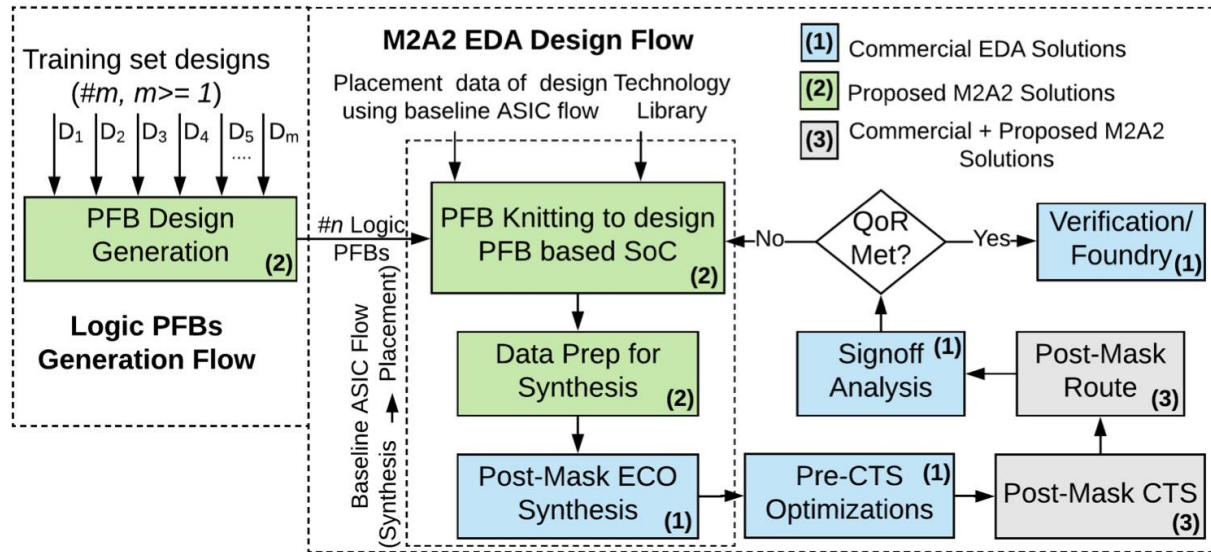 Training set designs
(#m, m>= 1)
D1 D2 D3 D4 D5 Dm
....
PFB Design
Generation
(2)
Logic PFBs
Generation Flow
#n Logic
PFBs
M2A2 EDA Design Flow
Placement data of design
using baseline ASIC flow
Technology
Library
PFB Knitting to design
PFB based SoC
(2)
Baseline ASIC Flow
(Synthesis → Placement)
Data Prep for
Synthesis
(2)
Post-Mask ECO
Synthesis
(1)
Pre-CTS
Optimizations
(1)
Post-Mask CTS
(3)
Post-Mask
Route
(3)
Signoff
Analysis
(1)
QoR
Met?
No
Yes
Verification/
Foundry
(1)
(1) Commercial EDA Solutions
(2) Proposed M2A2 Solutions
(3) Commercial + Proposed M2A2
Solutions